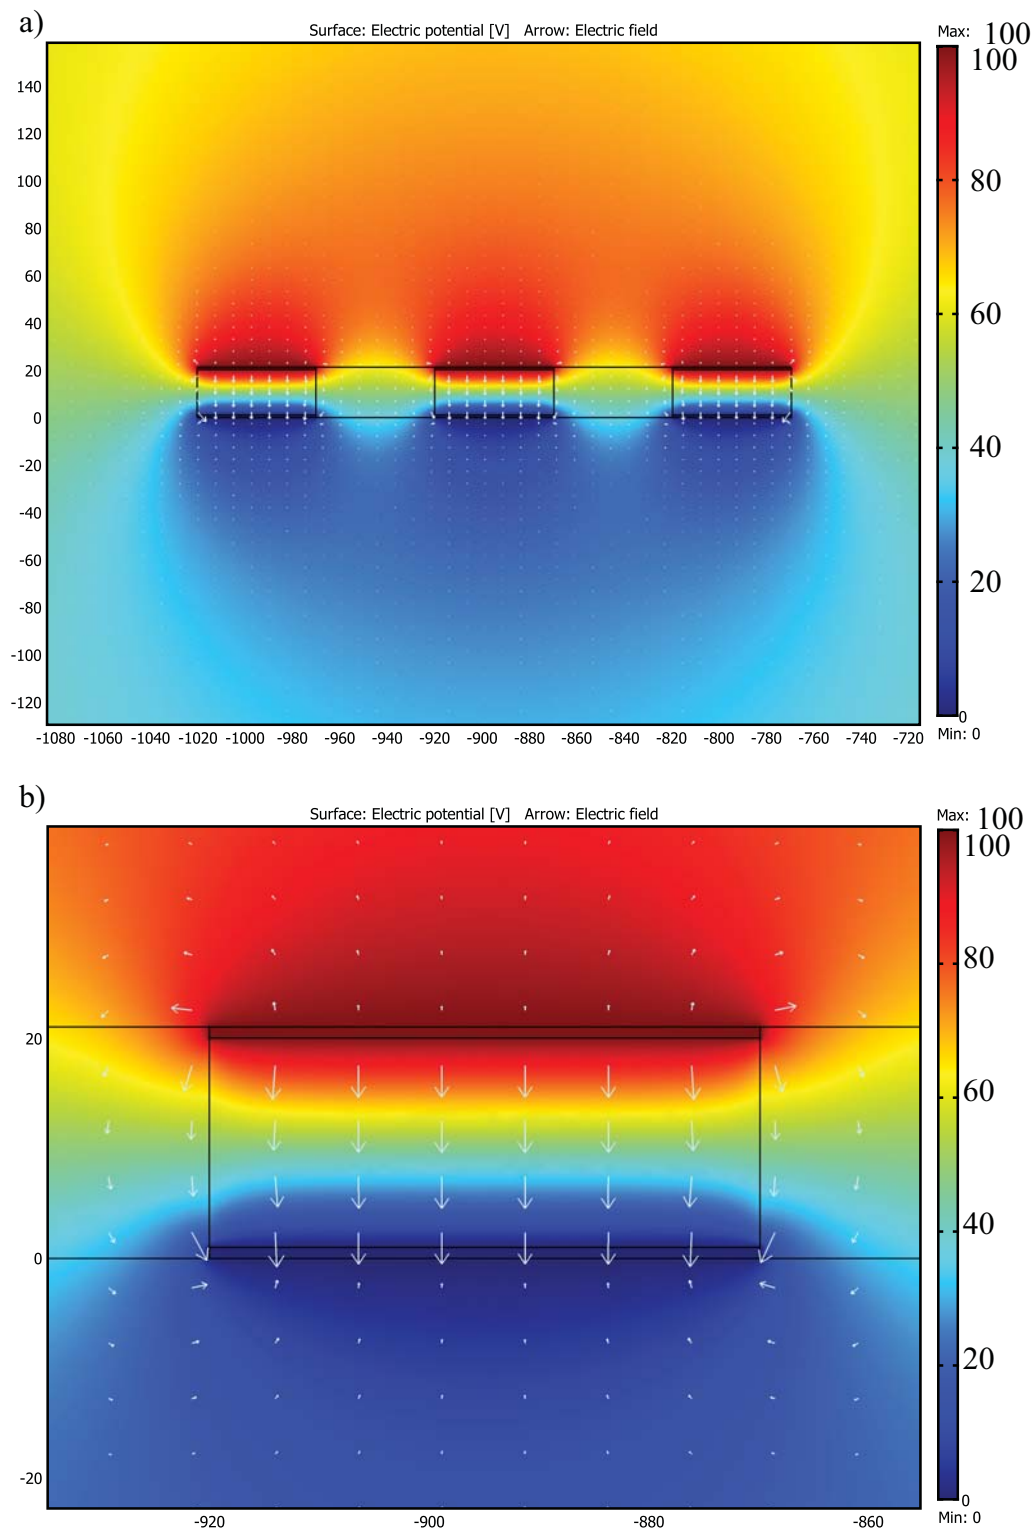 a)
Surface: Electric potential [V] Arrow: Electric field
Max: 100
100
140
120
100
80
60
40
20
0
-20
-40
-60
-80
-100
-120
80
60
40
20
0
Min: 0
-1080 -1060 -1040 -1020 -1000 -980 -960 -940 -920 -900 -880 -860 -840 -820 -800 -780 -760 -740 -720
b)
Surface: Electric potential [V] Arrow: Electric field
Max: 100
100
20
0
-20
80
60
40
20
0
Min: 0
-920 -900 -880 -860